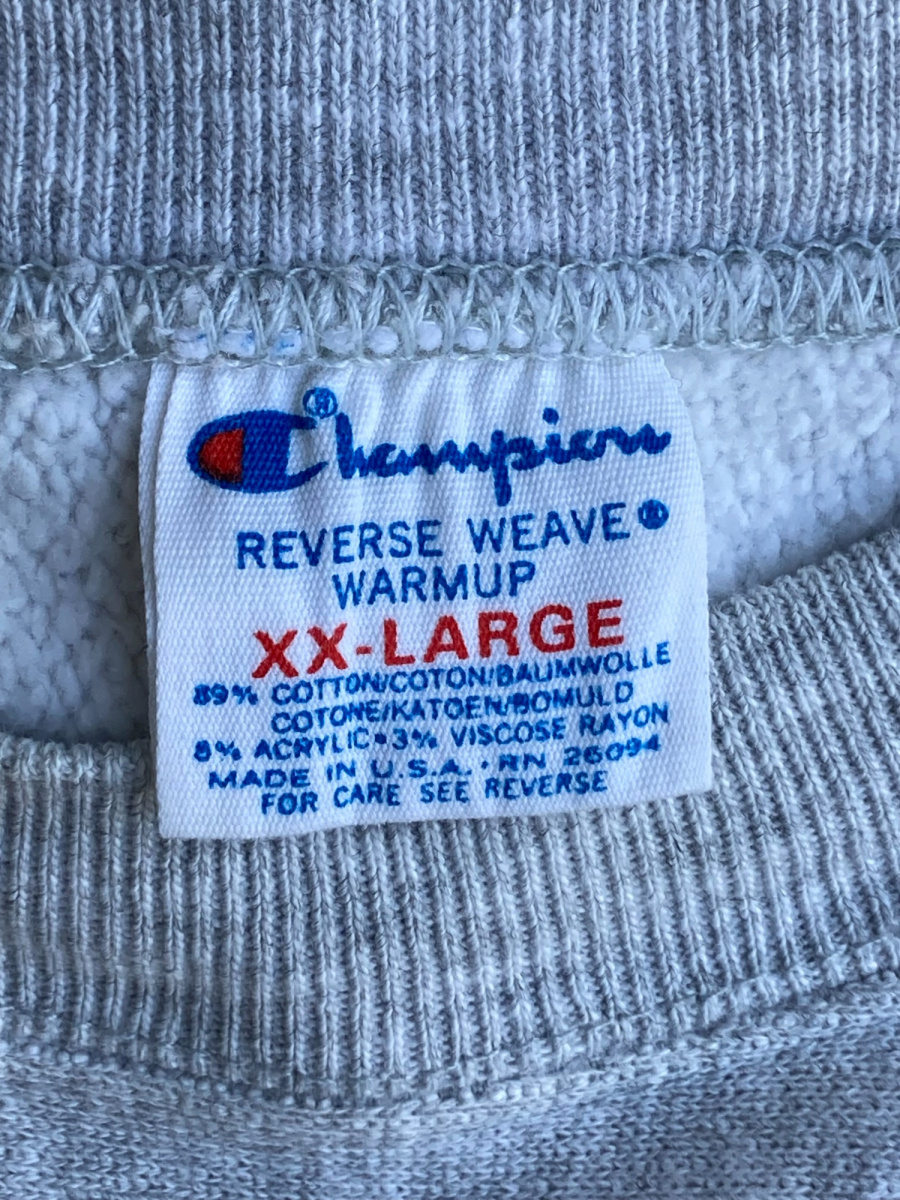 Champion®
REVERSE WEAVE®
WARMUP
XX-LARGE
89% COTTON/COTON/BAUMWOLLE
COTONE/KATOEN/BOMULD
8% ACRYLIC•3% VISCOSE RAYON
MADE IN U.S.A. • RN 26094
FOR CARE SEE REVERSE